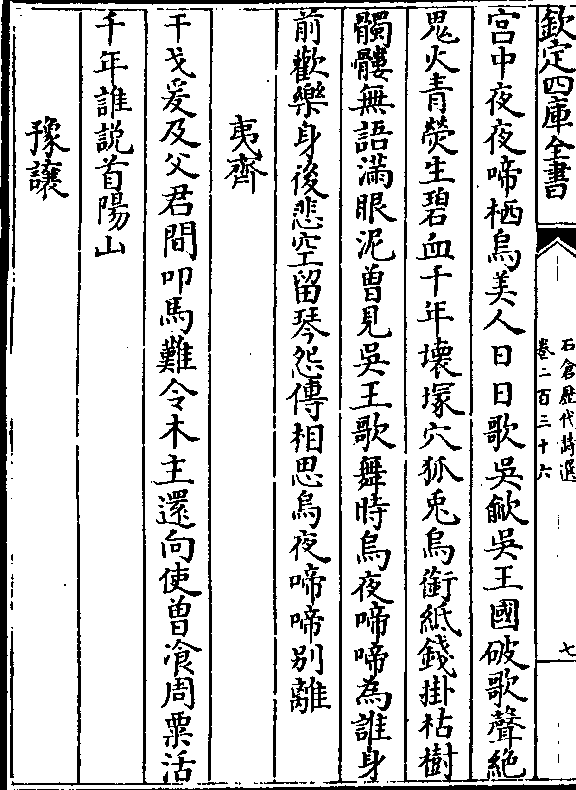 欽定四庫全書
石倉歷代詩選
卷二百三十六
七
宮中夜夜啼栖烏美人日日歌吳歈吳王國破歌聲絶
鬼火青熒生碧血千年壞塚穴狐兎烏銜紙錢掛枯樹
髑髏無語滿眼泥曽見吳王歌舞時烏夜啼啼為誰身
前歡樂身後悲空留琴怨傳相思烏夜啼啼别離
夷齊
干戈爰及父君間叩馬難令木主還向使曽飡周粟活
千年誰說首陽山
豫讓